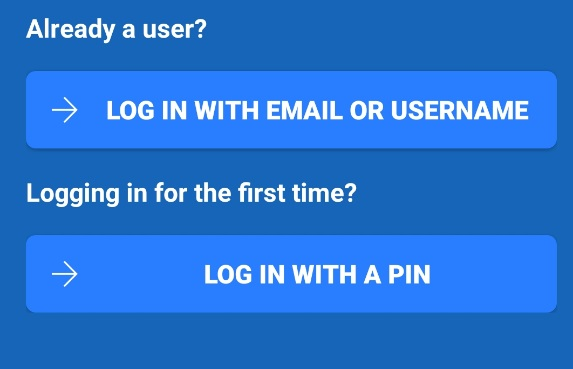 Already a user?
LOG IN WITH EMAIL OR USERNAME
Logging in for the first time?
LOG IN WITH A PIN